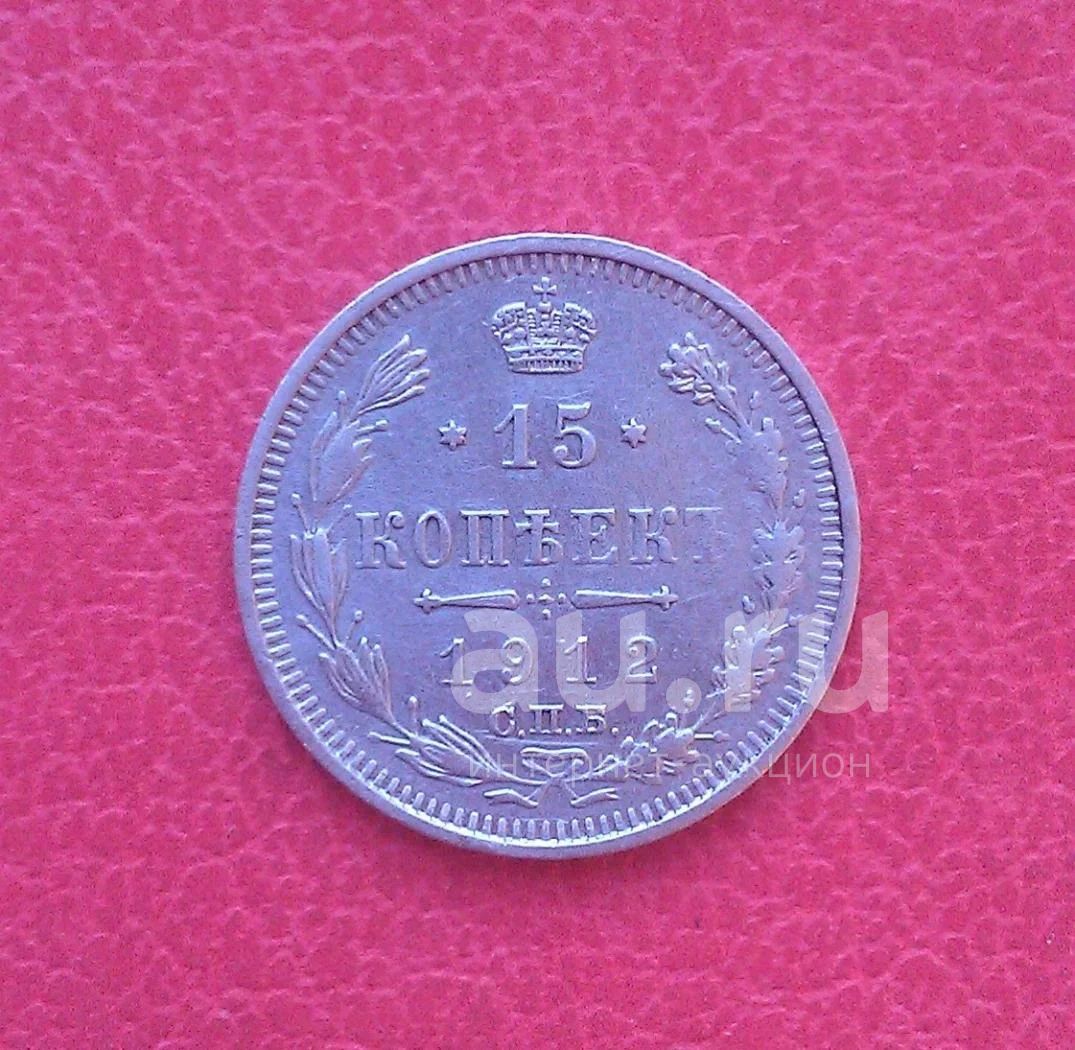 15
КОПѢЕКЪ
1912
С.П.Б.
au.ru
интернет-аукцион